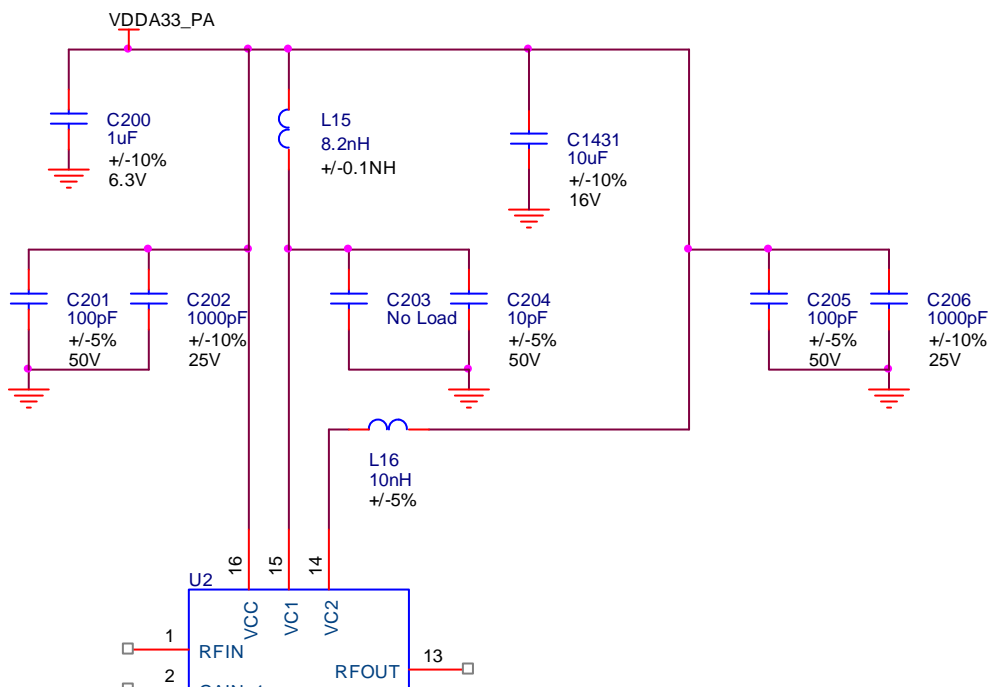 VDDA33_PA
C200
1uF
+/-10%
6.3V
L15
8.2nH
+/-0.1NH
C1431
10uF
+/-10%
16V
C201
100pF
+/-5%
50V
C202
1000pF
+/-10%
25V
C203
No Load
C204
10pF
+/-5%
50V
C205
100pF
+/-5%
50V
C206
1000pF
+/-10%
25V
L16
10nH
+/-5%
16
15
14
U2
VCC
VC1
VC2
1
RFIN
13
RFOUT
2